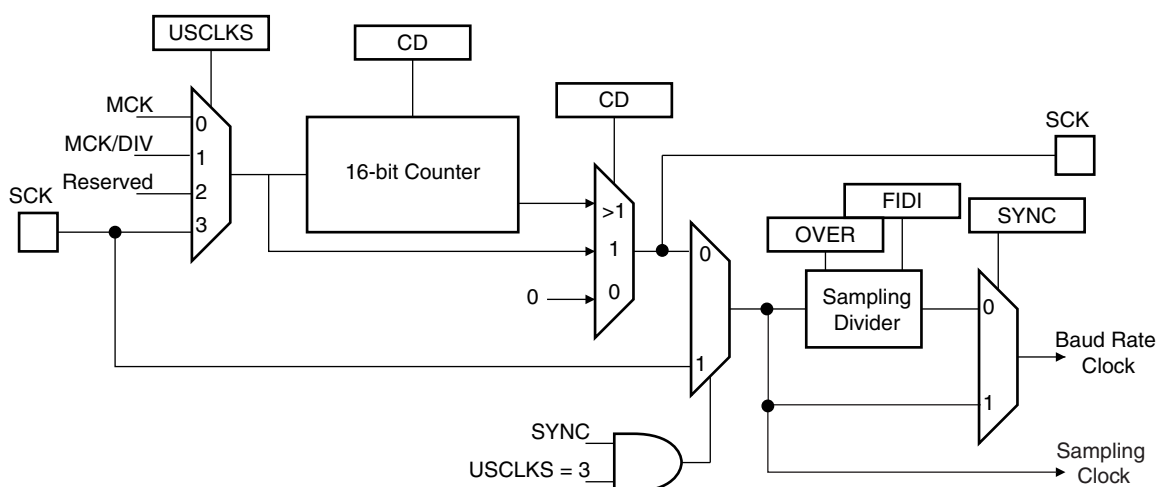 USCLKS
CD
CD
MCK
0
MCK/DIV
1
Reserved
2
SCK
3
16-bit Counter
>1
1
0
0
SCK
FIDI
OVER
SYNC
0
1
Sampling
Divider
0
1
Baud Rate
Clock
SYNC
USCLKS = 3
Sampling
Clock